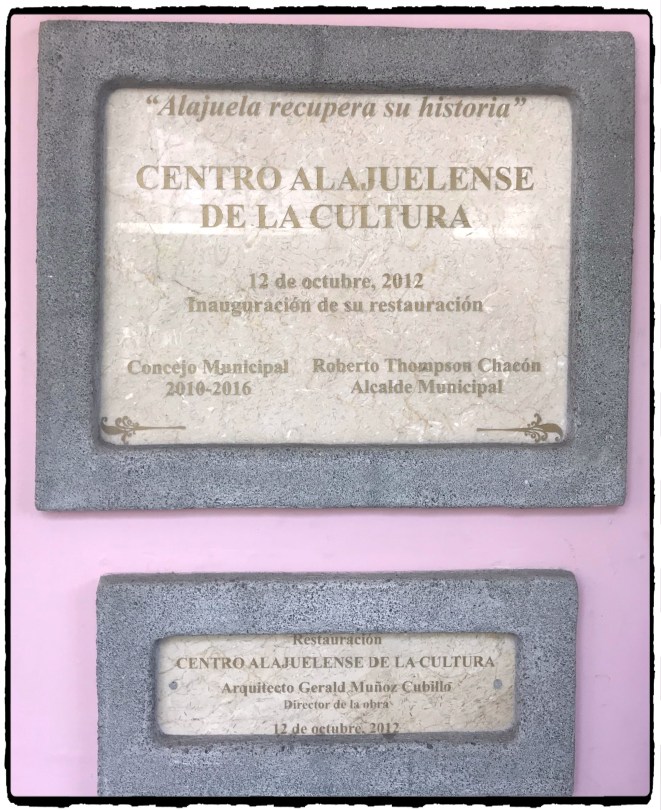 "Alajuela recupera su historia"
CENTRO ALAJUELENSE
DE LA CULTURA
12 de octubre, 2012
Inauguración de su restauración
Concejo Municipal
2010-2016
Roberto Thompson Chacón
Alcalde Municipal
Restauración
CENTRO ALAJUELENSE DE LA CULTURA
Arquitecto Gerald Muñoz Cubillo
Director de la obra
12 de octubre, 2012